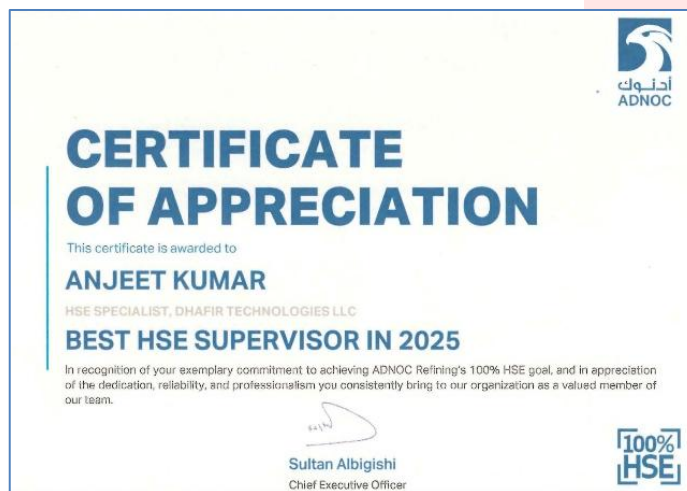 أدنوك
ADNOC
CERTIFICATE
OF APPRECIATION
This certificate is awarded to
ANJEET KUMAR
HSE SPECIALIST, DHAFIR TECHNOLOGIES LLC
BEST HSE SUPERVISOR IN 2025
In recognition of your exemplary commitment to achieving ADNOC Refining's 100% HSE goal, and in appreciation
of the dedication, reliability, and professionalism you consistently bring to our organization as a valued member of
our team.
Sultan Albigishi
Chief Executive Officer
100%
HSE